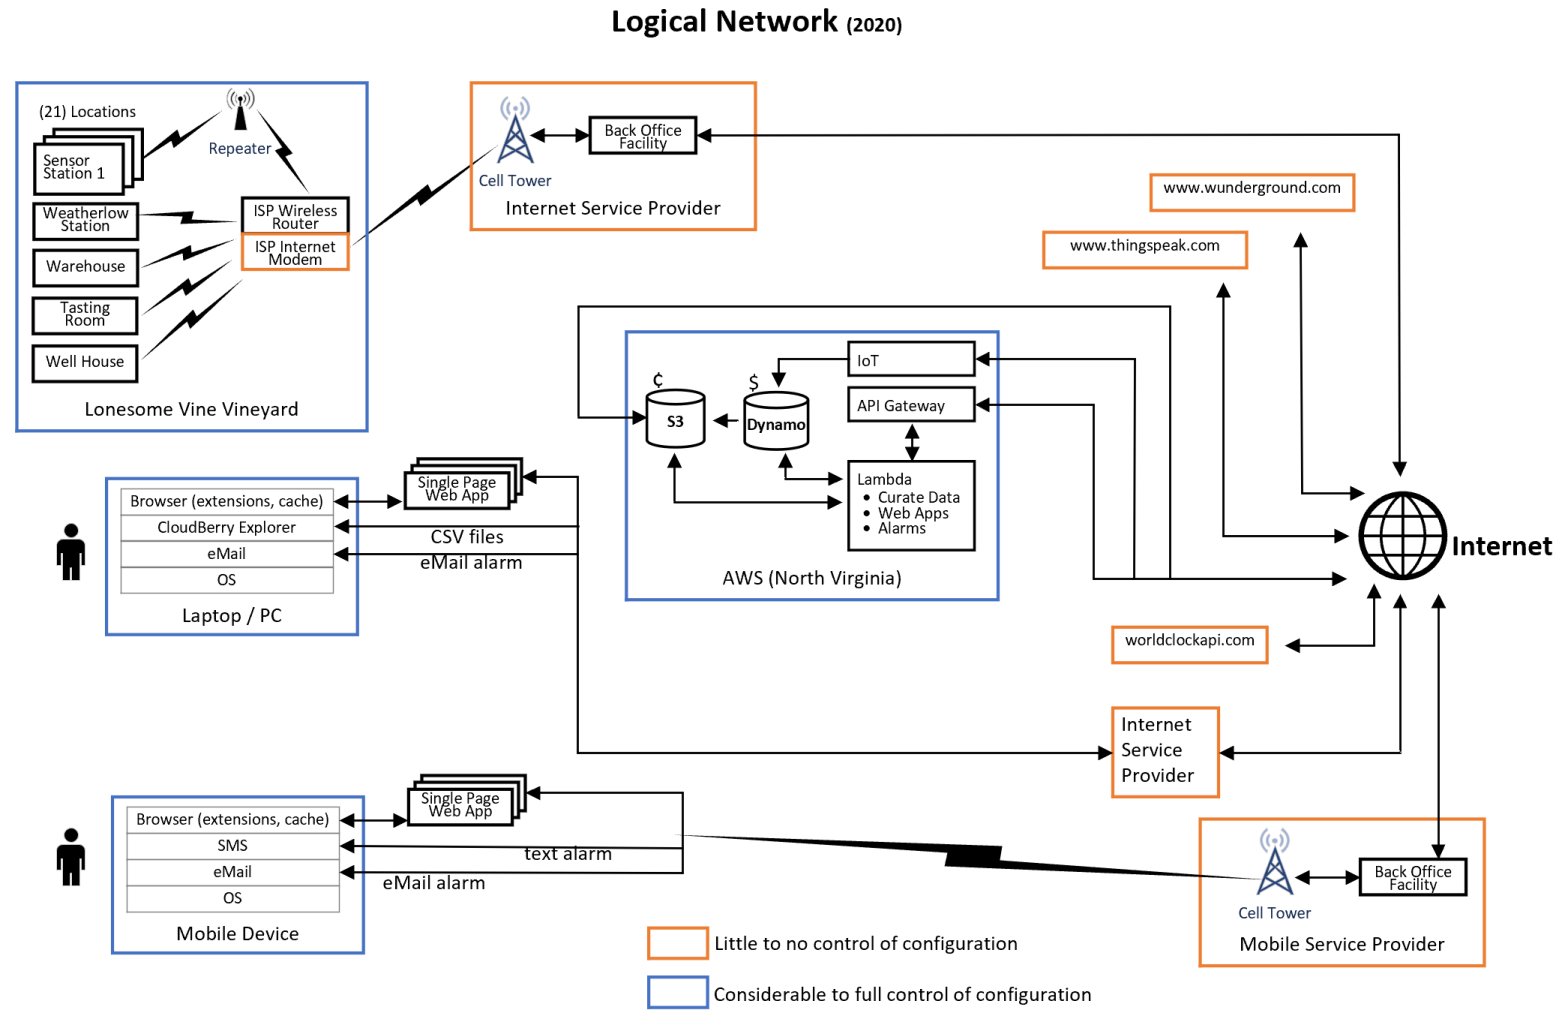 Logical Network (2020)
(21) Locations
Repeater
Sensor
Station 1
Weatherlow
Station
Warehouse
Tasting
Room
Well House
ISP Wireless
Router
ISP Internet
Modem
Lonesome Vine Vineyard
Cell Tower
Back Office
Facility
Internet Service Provider
www.wunderground.com
www.thingspeak.com
¢
S3
$
Dynamo
IoT
API Gateway
Lambda
• Curate Data
• Web Apps
• Alarms
AWS (North Virginia)
Internet
Browser (extensions, cache)
CloudBerry Explorer
eMail
OS
Laptop / PC
Single Page
Web App
CSV files
eMail alarm
worldclockapi.com
Internet
Service
Provider
Browser (extensions, cache)
SMS
eMail
OS
Mobile Device
Single Page
Web App
text alarm
eMail alarm
Cell Tower
Back Office
Facility
Mobile Service Provider
Little to no control of configuration
Considerable to full control of configuration